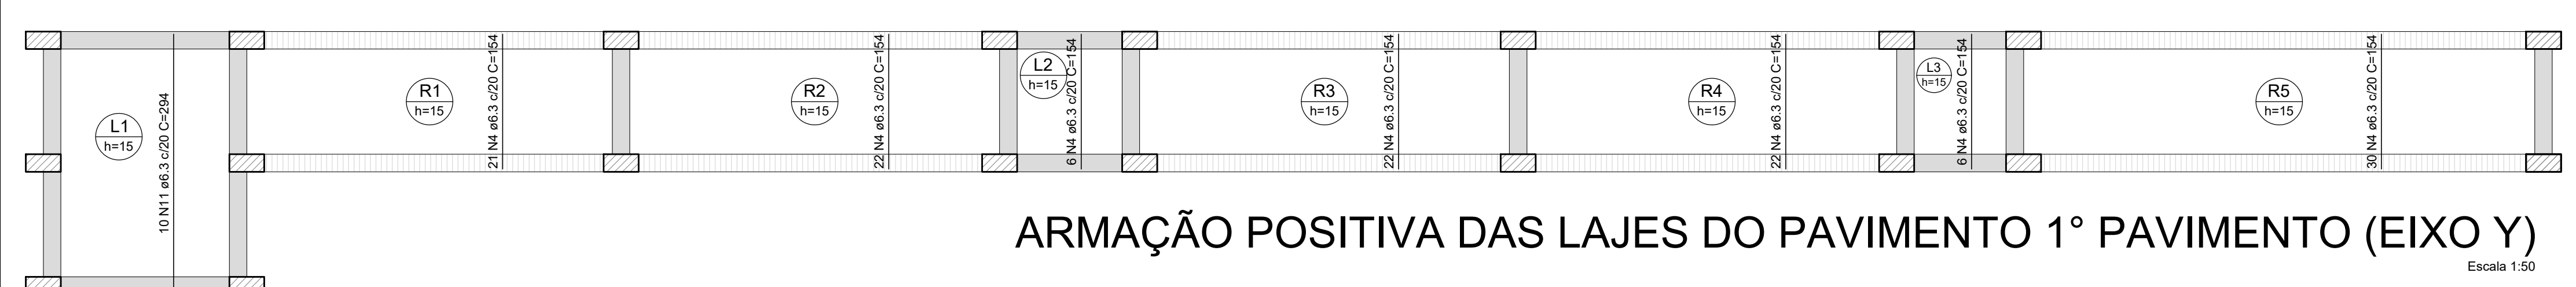 L1
h=15
10 N11 ø6.3 c/20 C=294
R1
h=15
21 N4 ø6.3 c/20 C=154
R2
h=15
22 N4 ø6.3 c/20 C=154
L2
h=15
6 N4 ø6.3 c/20 C=154
R3
h=15
22 N4 ø6.3 c/20 C=154
R4
h=15
22 N4 ø6.3 c/20 C=154
L3
h=15
6 N4 ø6.3 c/20 C=154
R5
h=15
30 N4 ø6.3 c/20 C=154
ARMAÇÃO POSITIVA DAS LAJES DO PAVIMENTO 1° PAVIMENTO (EIXO Y)
Escala 1:50